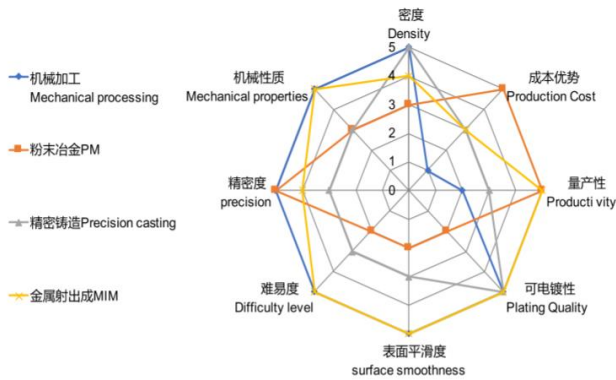 密度
Density
5
4
3
2
1
0
成本优势
Production Cost
量产性
Producti vity
可电镀性
Plating Quality
表面平滑度
surface smoothness
难易度
Difficulty level
精密度
precision
机械性质
Mechanical properties
机械加工
Mechanical processing
粉末冶金PM
精密铸造Precision casting
金属射出成MIM